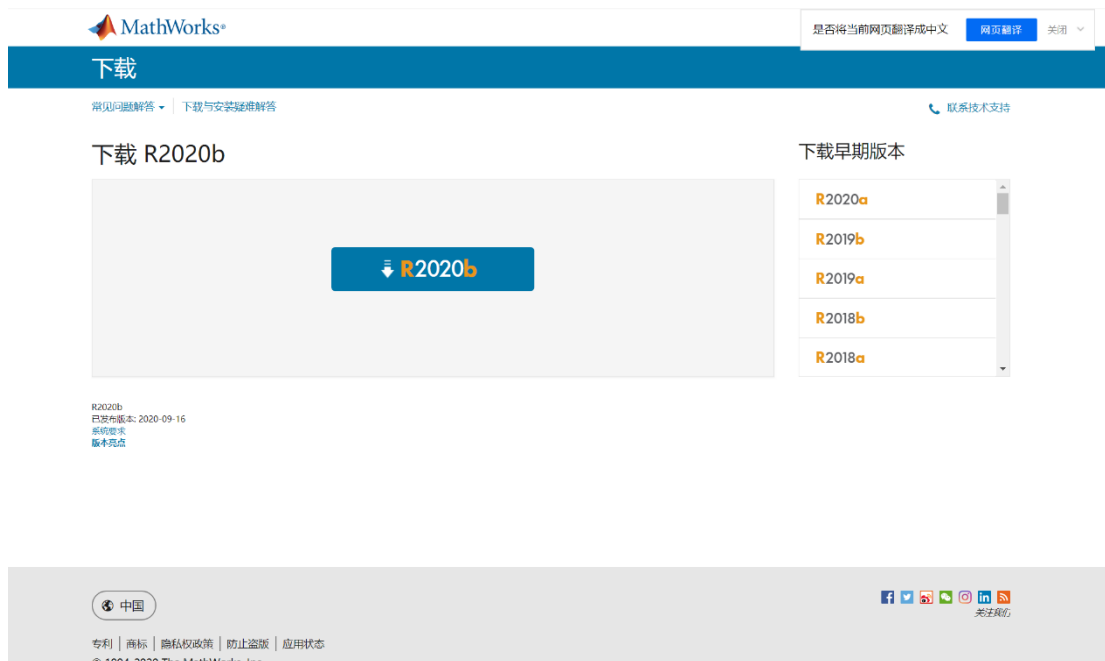 MathWorks®
是否将当前网页翻译成中文 网页翻译 关闭
下载
常见问题解答 下载与安装疑难解答
联系技术支持
下载 R2020b
R2020b
下载早期版本
R2020a
R2019b
R2019a
R2018b
R2018a
R2020b
已发布版本: 2020-09-16
系统要求
版本亮点
中国
关注我们
专利 | 商标 | 隐私权政策 | 防止盗版 | 应用状态
© 1994-2020 The MathWorks, Inc.